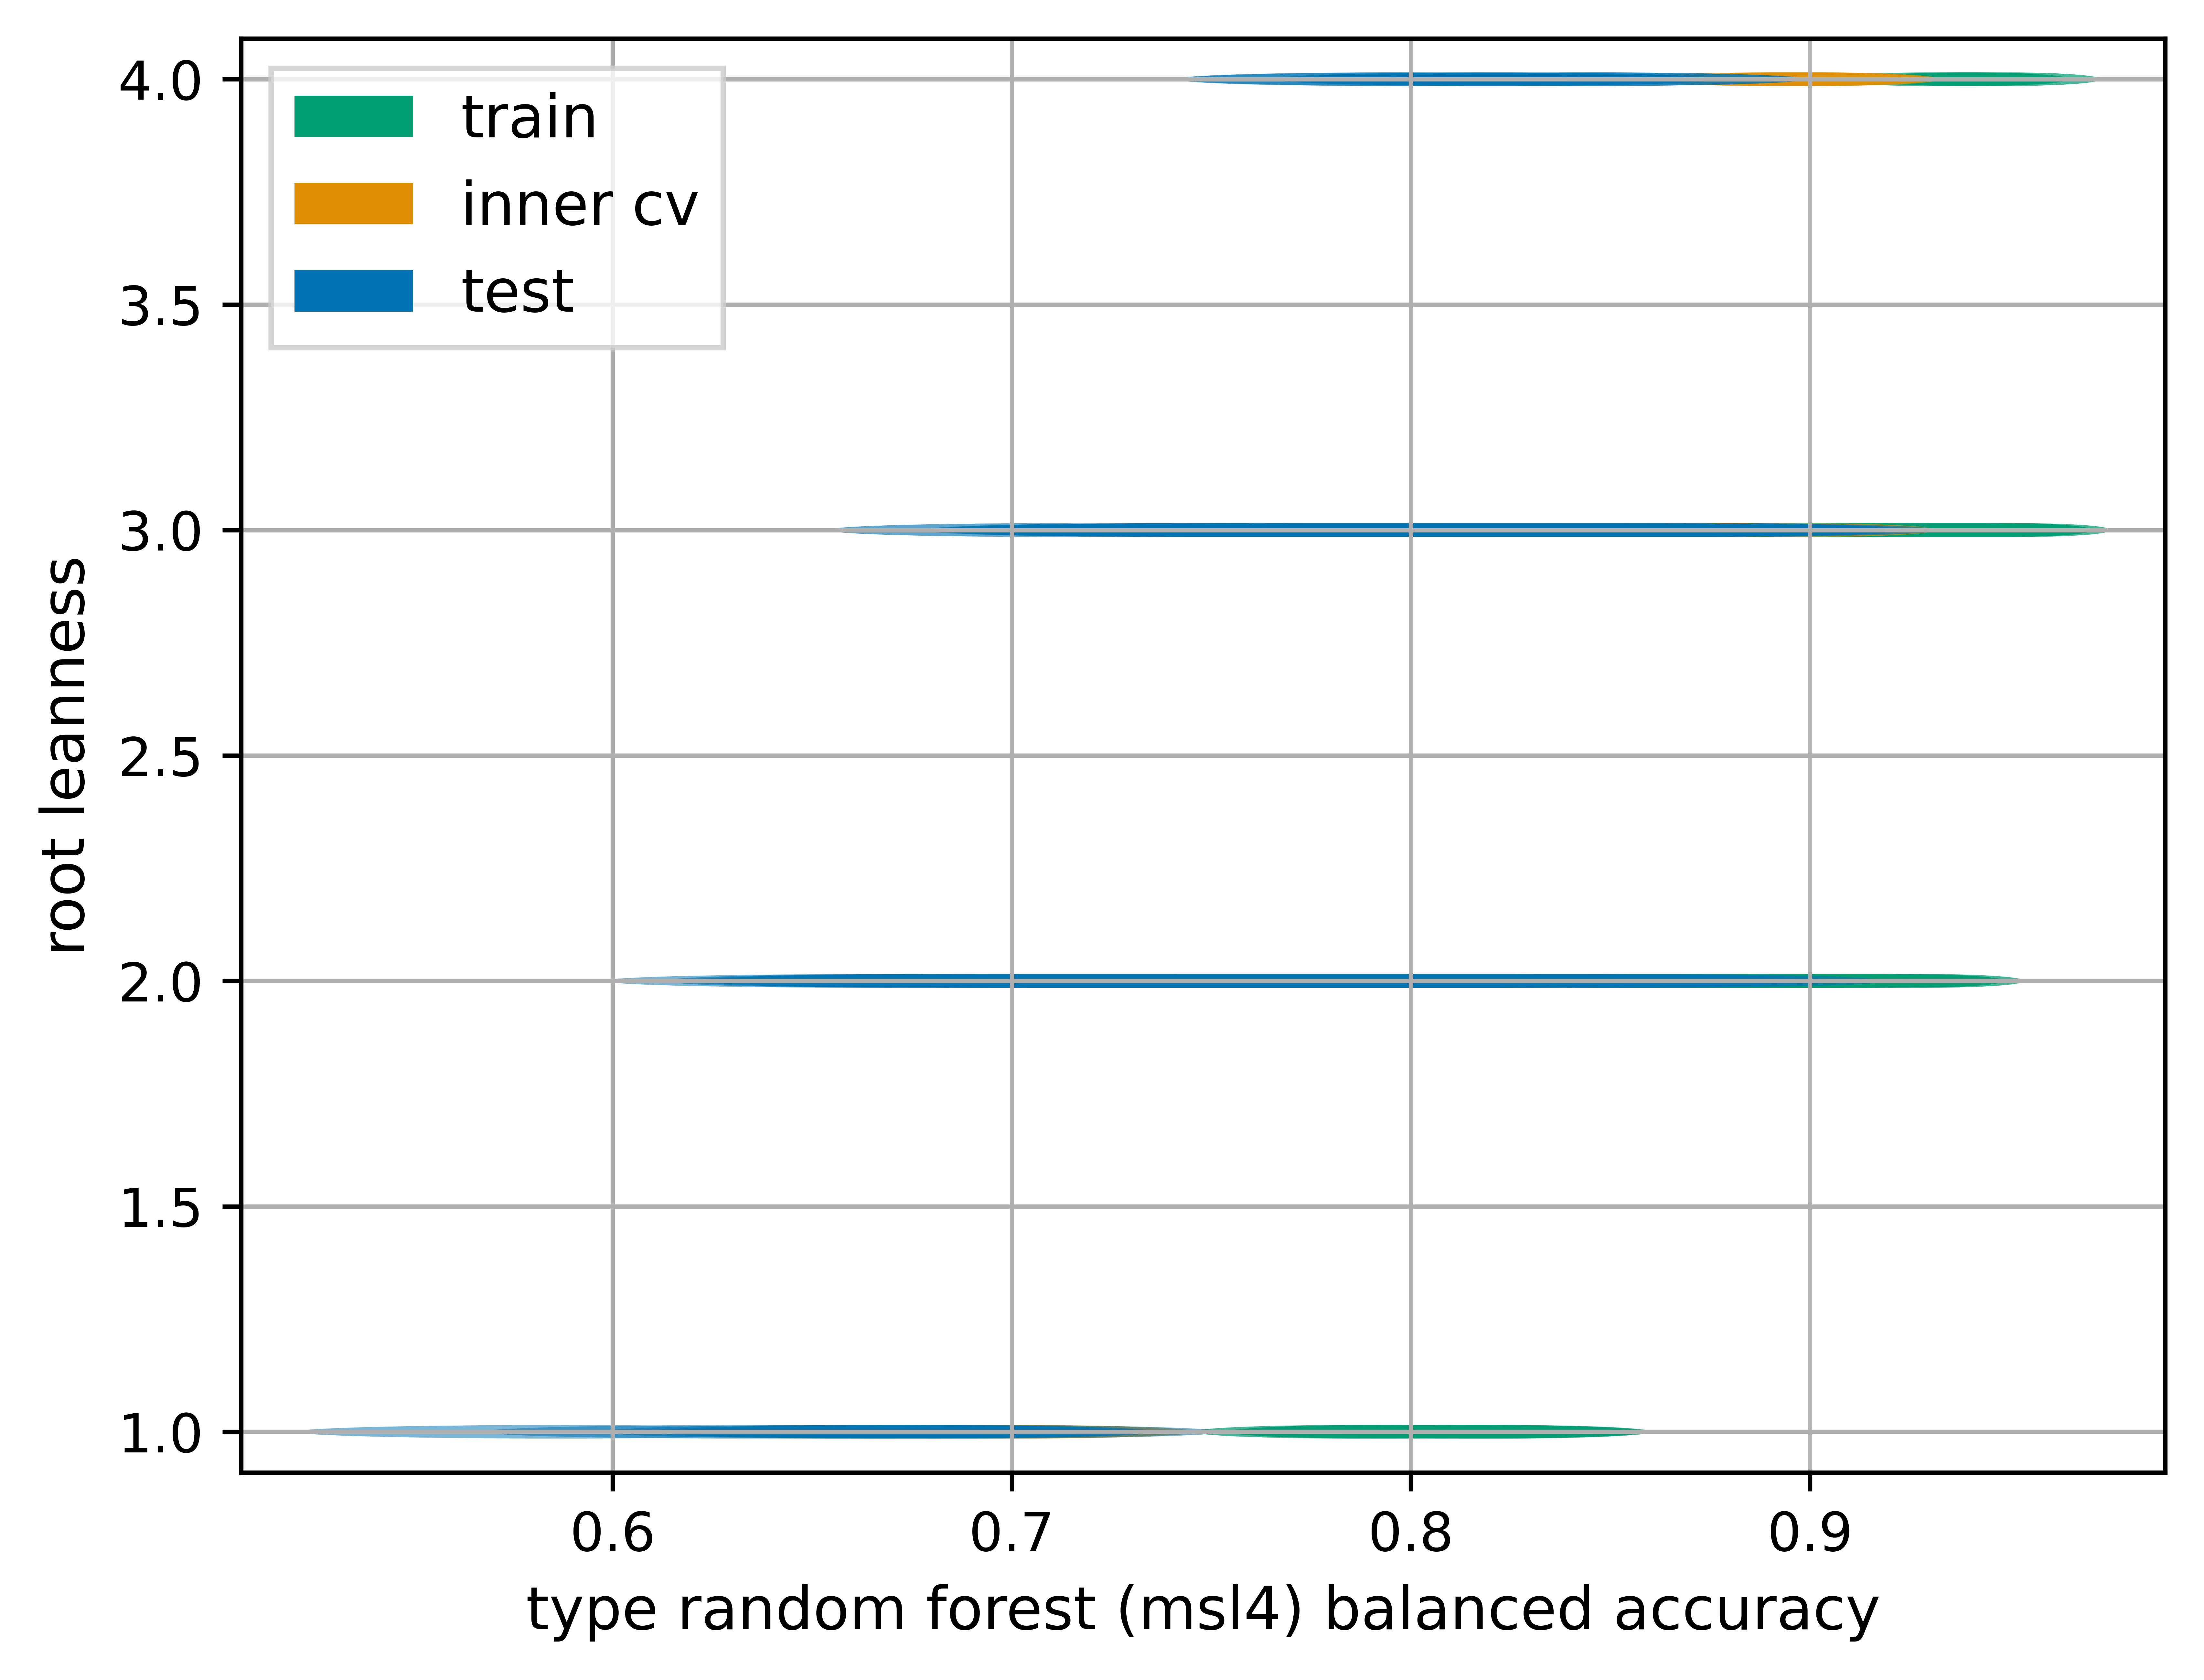 4.0
3.5
3.0
2.5
2.0
1.5
1.0
root leanness
train
inner cv
test
0.6 0.7 0.8 0.9
type random forest (msl4) balanced accuracy